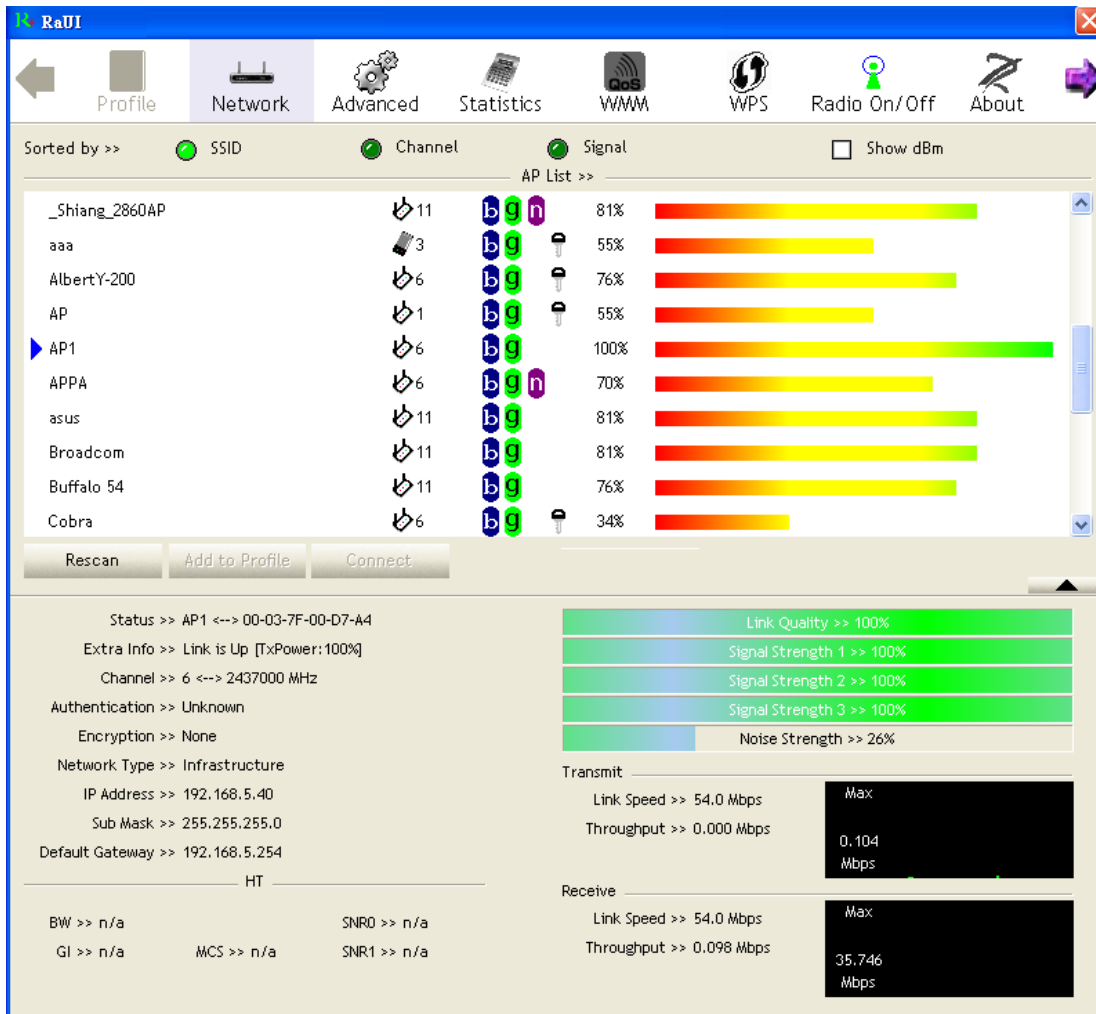 RaUI
Profile Network Advanced Statistics QoS WMM WPS Radio On/Off About
Sorted by >> SSID Channel Signal Show dBm
AP List >>
_Shiang_2860AP 11 b g n 81%
aaa 3 b g 55%
AlbertY-200 6 b g 76%
AP 1 b g 55%
AP1 6 b g 100%
APPA 6 b g n 70%
asus 11 b g 81%
Broadcom 11 b g 81%
Buffalo 54 11 b g 76%
Cobra 6 b g 34%
Rescan Add to Profile Connect
Status >> AP1 <--> 00-03-7F-00-D7-A4
Extra Info >> Link is Up [TxPower:100%]
Channel >> 6 <--> 2437000 MHz
Authentication >> Unknown
Encryption >> None
Network Type >> Infrastructure
IP Address >> 192.168.5.40
Sub Mask >> 255.255.255.0
Default Gateway >> 192.168.5.254
HT
BW >> n/a SNR0 >> n/a
GI >> n/a MCS >> n/a SNR1 >> n/a
Link Quality >> 100%
Signal Strength 1 >> 100%
Signal Strength 2 >> 100%
Signal Strength 3 >> 100%
Noise Strength >> 26%
Transmit
Link Speed >> 54.0 Mbps
Throughput >> 0.000 Mbps
Max
0.104
Mbps
Receive
Link Speed >> 54.0 Mbps
Throughput >> 0.098 Mbps
Max
35.746
Mbps